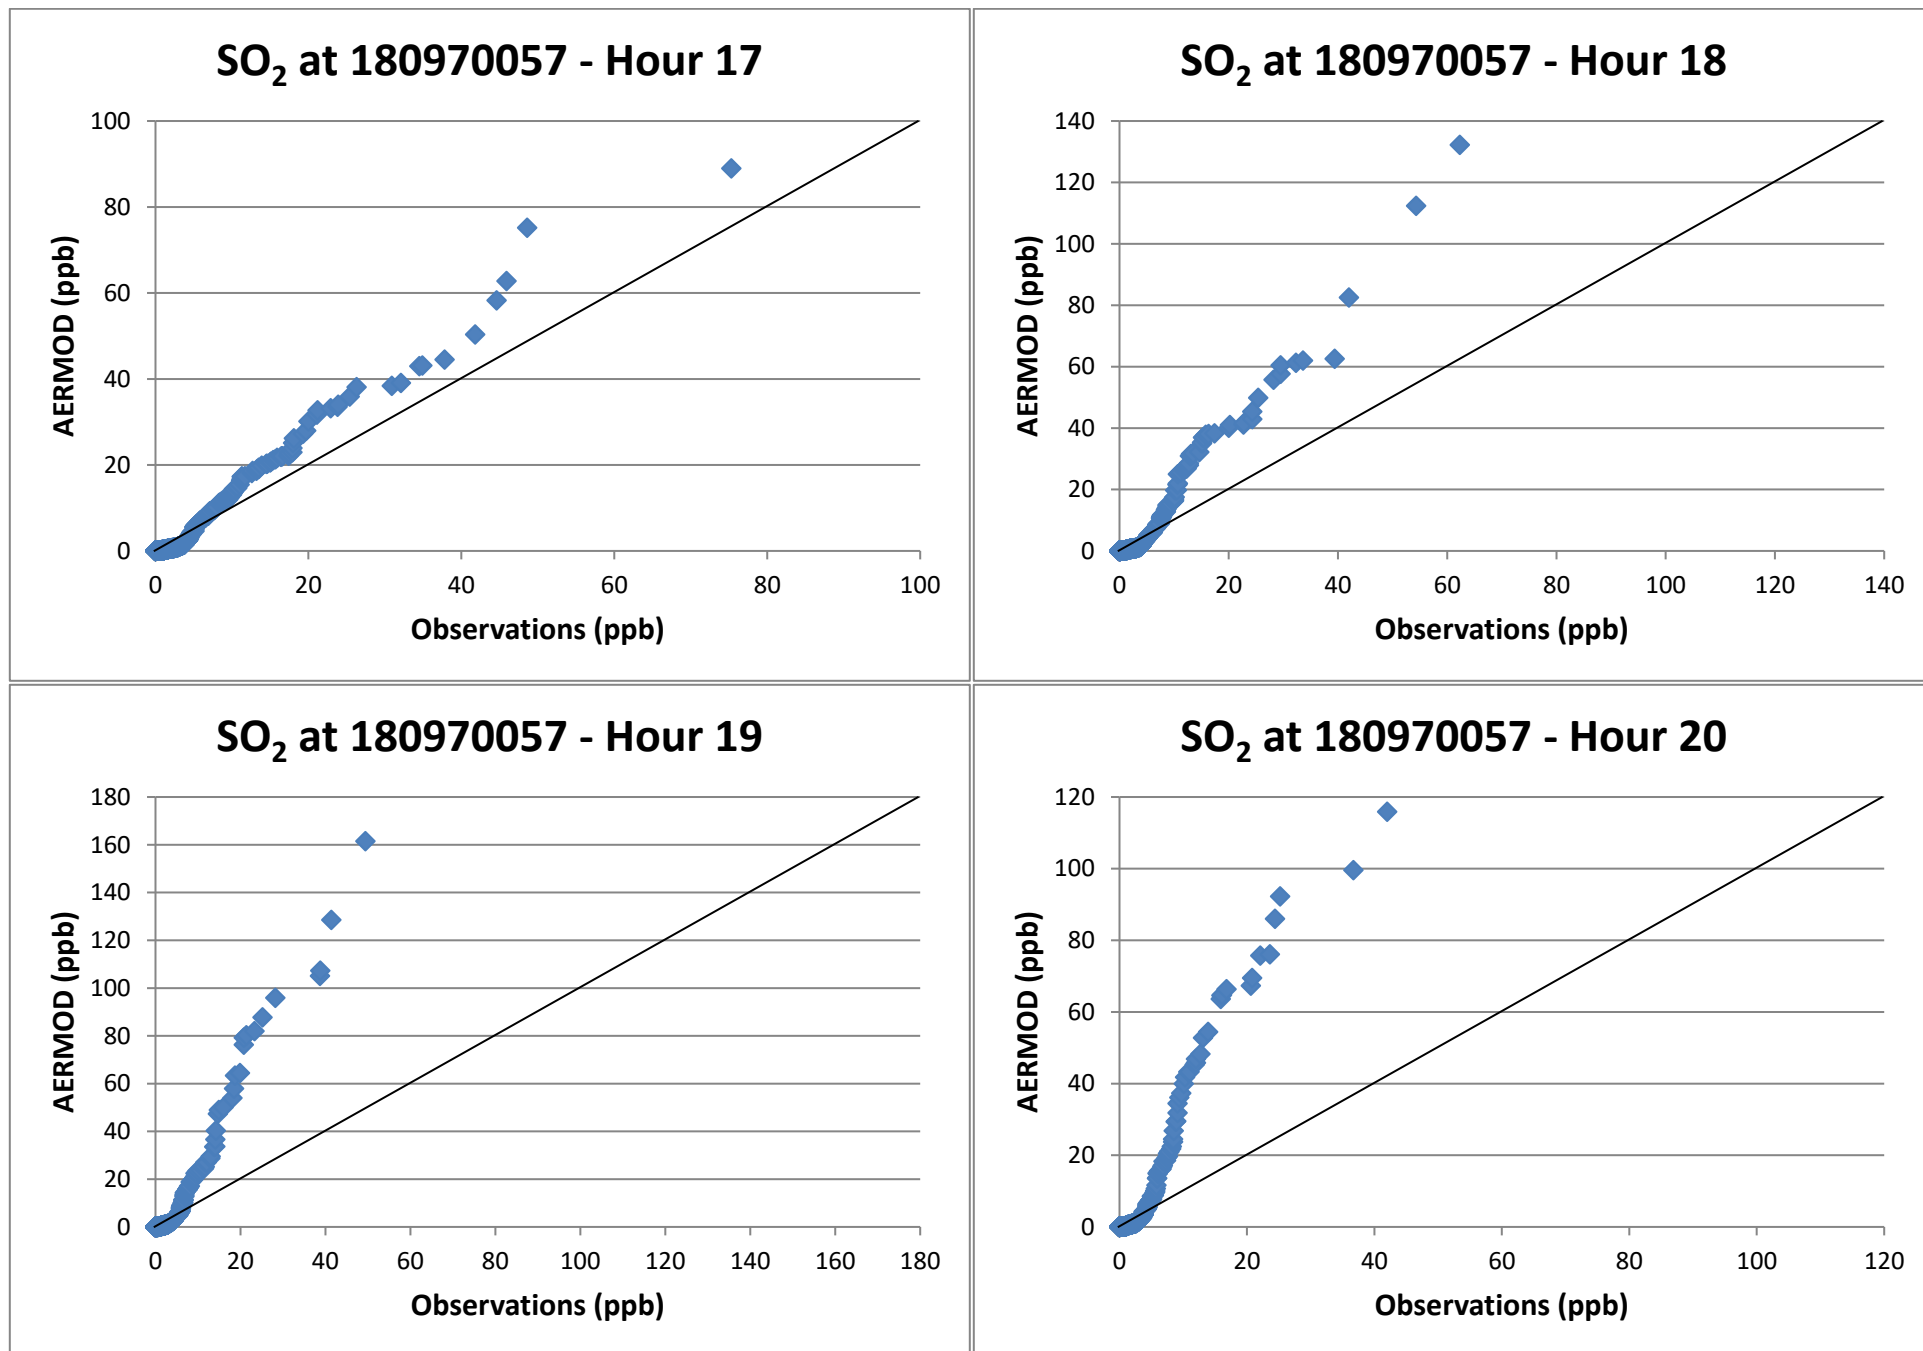 SO₂ at 180970057 - Hour 17
100
80
60
40
20
0
AERMOD (ppb)
0 20 40 60 80 100
Observations (ppb)
SO₂ at 180970057 - Hour 18
140
120
100
80
60
40
20
0
AERMOD (ppb)
0 20 40 60 80 100 120 140
Observations (ppb)
SO₂ at 180970057 - Hour 19
180
160
140
120
100
80
60
40
20
0
AERMOD (ppb)
0 20 40 60 80 100 120 140 160 180
Observations (ppb)
SO₂ at 180970057 - Hour 20
120
100
80
60
40
20
0
AERMOD (ppb)
0 20 40 60 80 100 120
Observations (ppb)